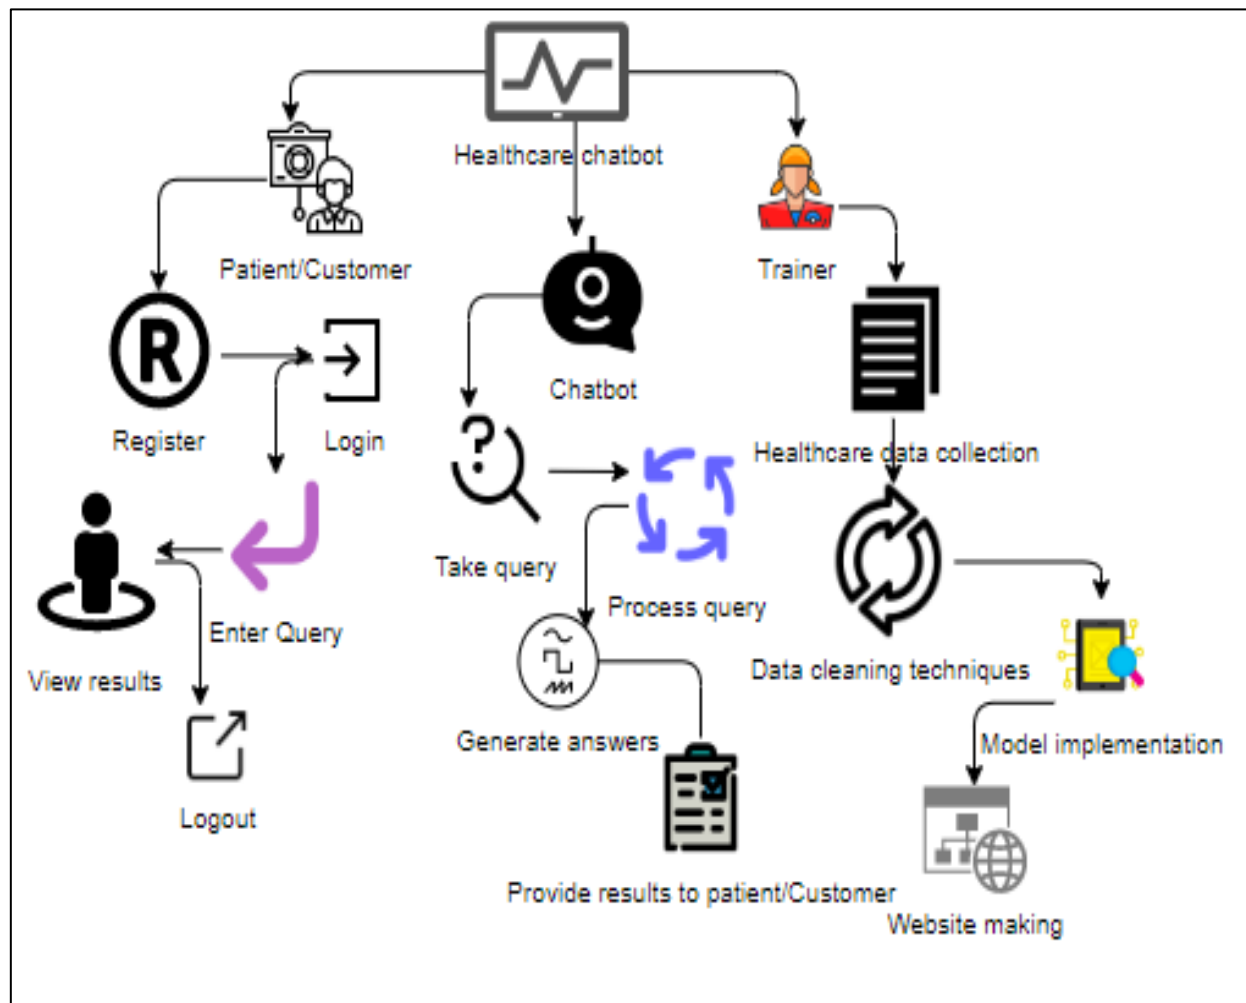 Healthcare chatbot
Patient/Customer
Trainer
R
Register
Login
Chatbot
?
Healthcare data collection
Take query
Process query
Enter Query
View results
Data cleaning techniques
Generate answers
Model implementation
Logout
Provide results to patient/Customer
Website making